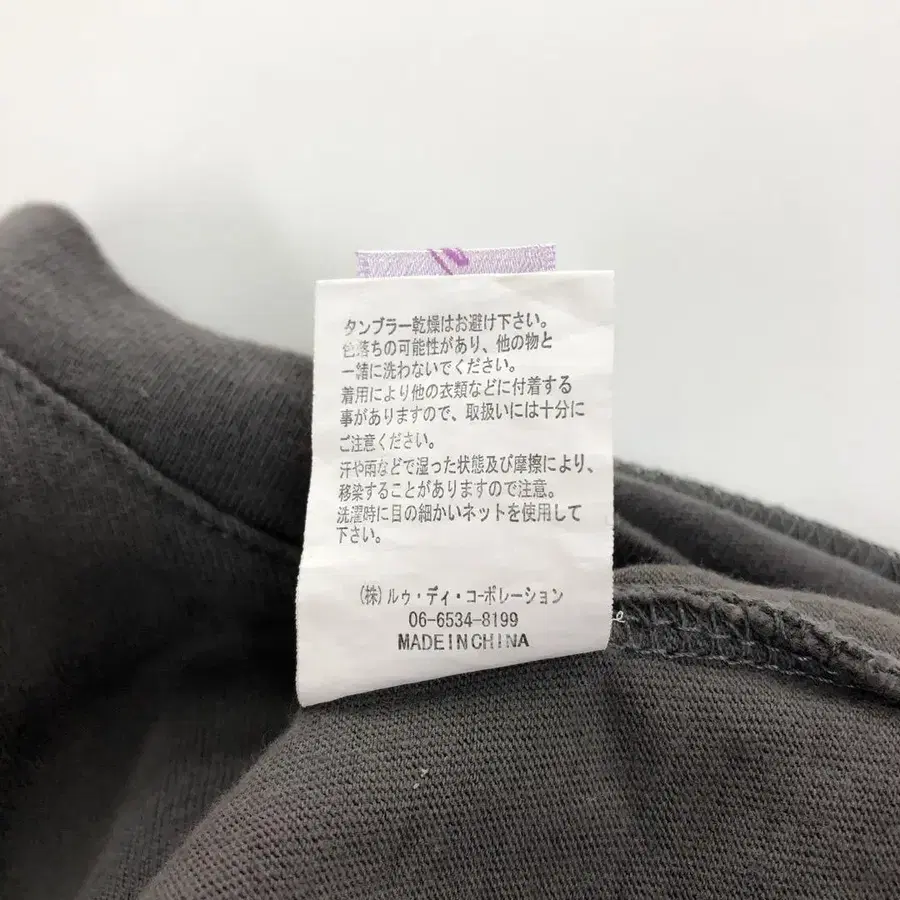 タンブラー乾燥はお避け下さい。
色落ちの可能性があり、他の物と
一緒に洗わないでください。
着用により他の衣類などに付着する
事がありますので、取扱いには十分に
ご注意ください。
汗や雨などで湿った状態及び摩擦により、
移染することがありますので注意。
洗濯時に目の細かいネットを使用して
下さい。
(株)ルゥ・ディ・コーポレーション
06-6534-8199
MADE IN CHINA